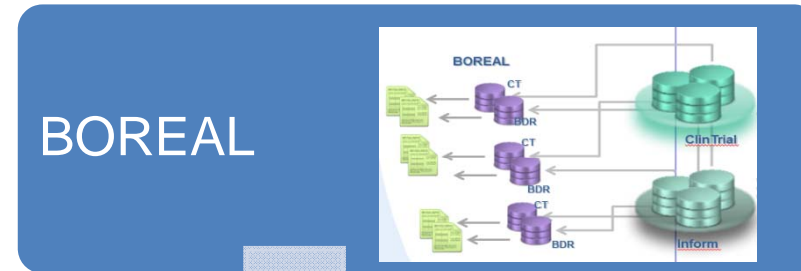 BOREAL
BOREAL
CT
BDR
ClinTrial
CT
BDR
CT
BDR
Inform